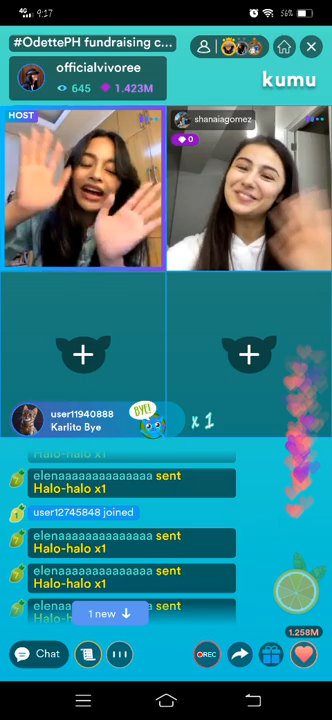 4G
9:17
56%
#OdettePH fundraising c...
officialvivoree
645 1.423M
kumu
HOST
shanaiagomez
0
user11940888
Karlito Bye
BYE!
x 1
elenaaaaaaaaaaaaaaa sent
Halo-halo x1
user12745848 joined
elenaaaaaaaaaaaaaaa sent
Halo-halo x1
elenaaaaaaaaaaaaaaa sent
Halo-halo x1
elenaaaaaaaaaaaaaaa sent
Halo-halo x1
1 new
1.258M
Chat
REC